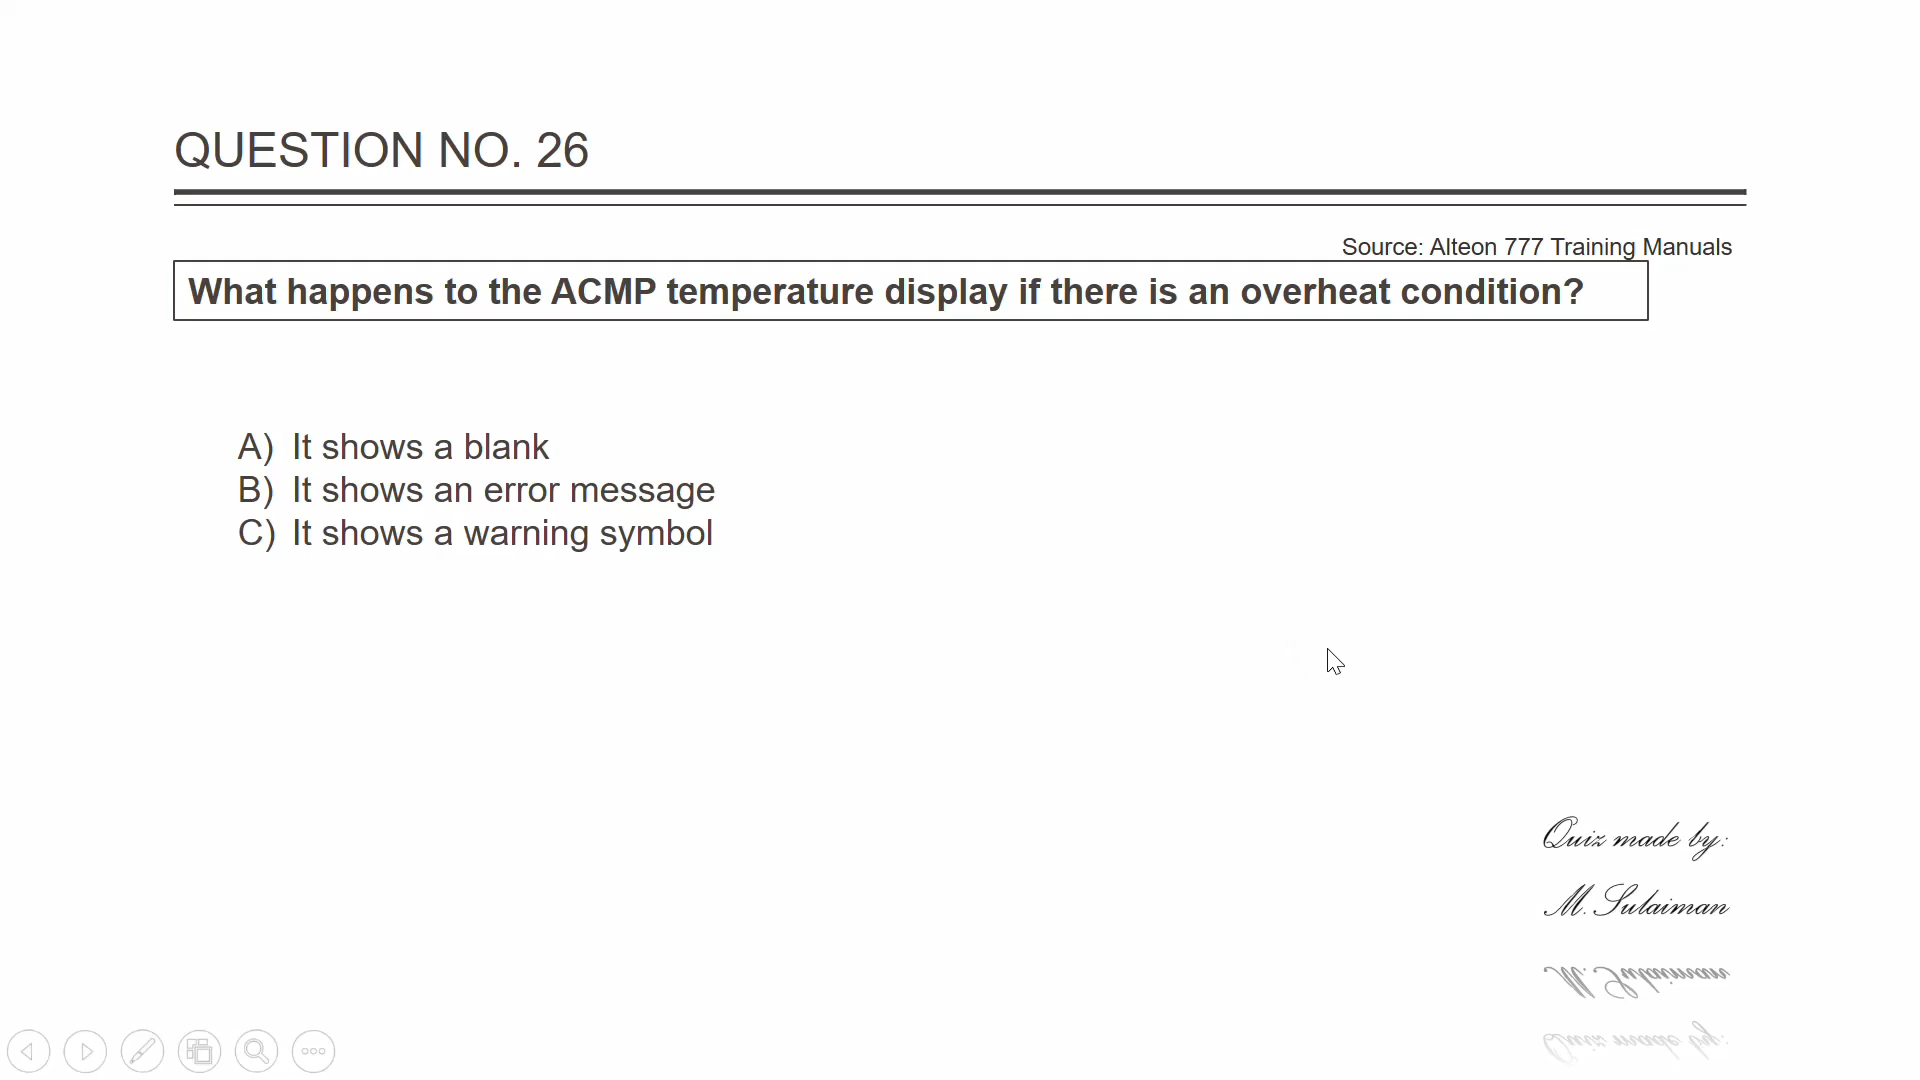 QUESTION NO. 26
Source: Alteon 777 Training Manuals
What happens to the ACMP temperature display if there is an overheat condition?
A) It shows a blank
B) It shows an error message
C) It shows a warning symbol
Quiz made by:
M. Sulaiman